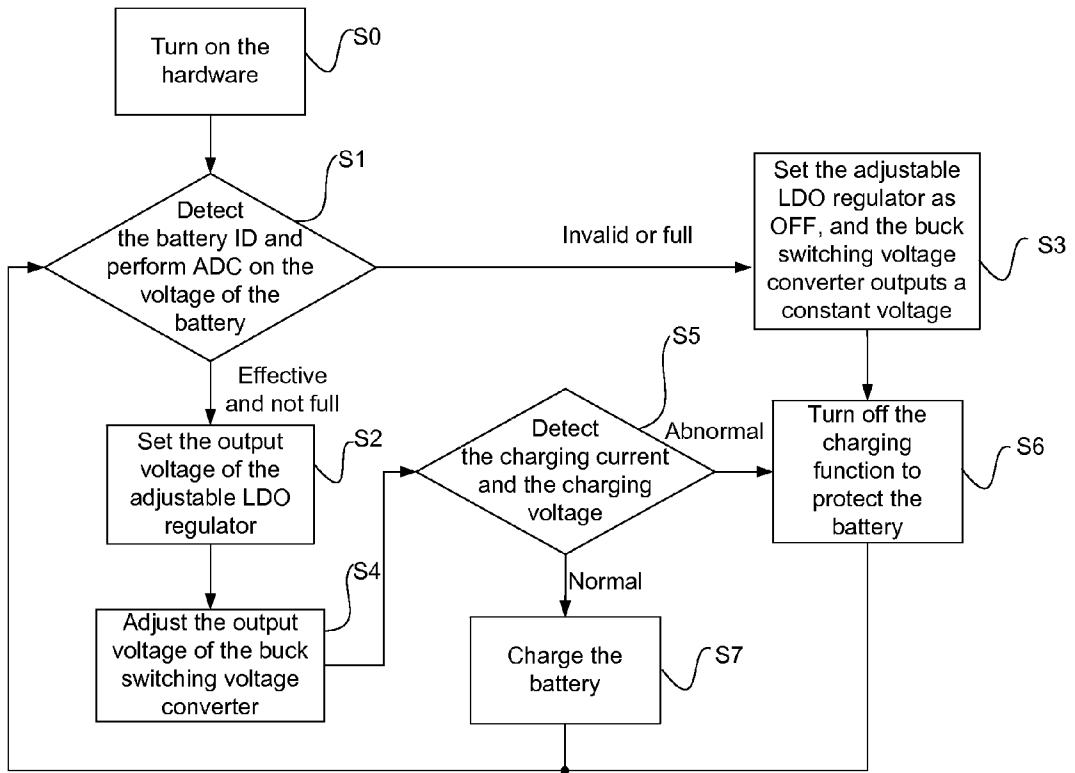 Turn on the
hardware
S0
S1
Detect
the battery ID and
perform ADC on the
voltage of the
battery
Invalid or full
Set the adjustable
LDO regulator as
OFF, and the buck
switching voltage
converter outputs a
constant voltage
S3
Effective
and not full
Set the output
voltage of the
adjustable LDO
regulator
S2
Adjust the output
voltage of the buck
switching voltage
converter
S4
S5
Detect
the charging current
and the charging
voltage
Abnormal
Turn off the
charging
function to
protect the
battery
S6
Normal
Charge the
battery
S7